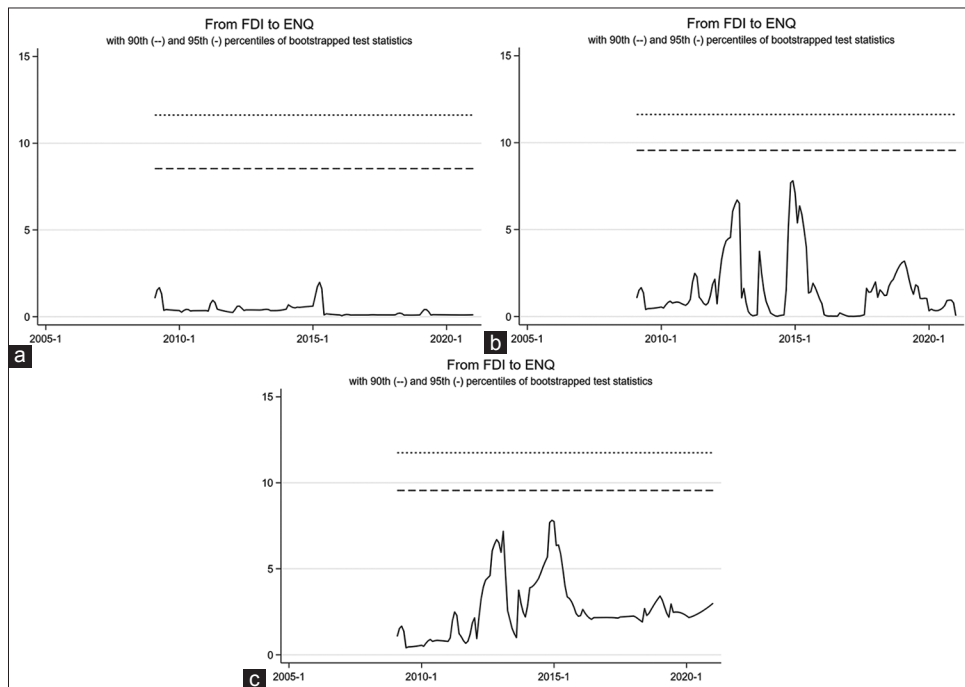 From FDI to ENQ
with 90th (--) and 95th (-) percentiles of bootstrapped test statistics
15
10
5
0
2005-1 2010-1 2015-1 2020-1
a
From FDI to ENQ
with 90th (--) and 95th (-) percentiles of bootstrapped test statistics
15
10
5
0
2005-1 2010-1 2015-1 2020-1
b
From FDI to ENQ
with 90th (--) and 95th (-) percentiles of bootstrapped test statistics
15
10
5
0
2005-1 2010-1 2015-1 2020-1
c